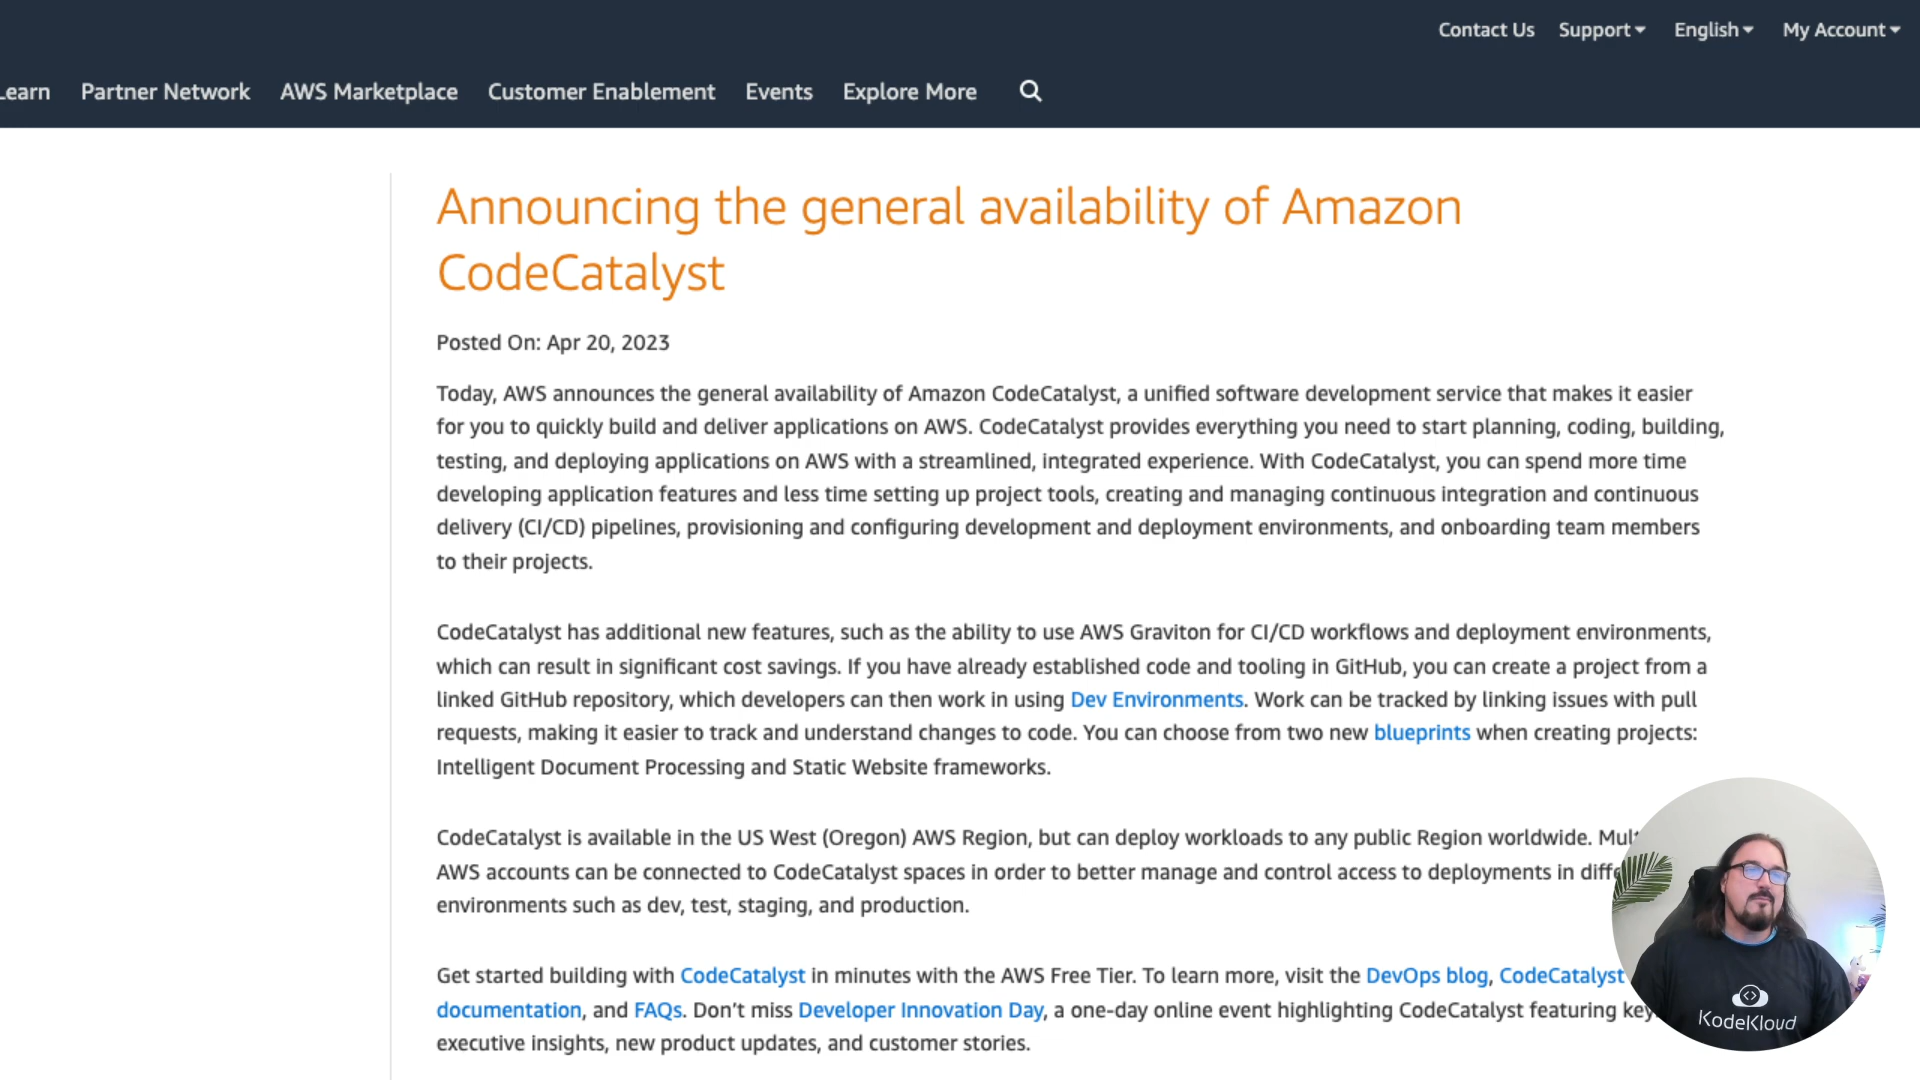 Contact Us Support English My Account
Learn Partner Network AWS Marketplace Customer Enablement Events Explore More
Announcing the general availability of Amazon
CodeCatalyst
Posted On: Apr 20, 2023
Today, AWS announces the general availability of Amazon CodeCatalyst, a unified software development service that makes it easier
for you to quickly build and deliver applications on AWS. CodeCatalyst provides everything you need to start planning, coding, building,
testing, and deploying applications on AWS with a streamlined, integrated experience. With CodeCatalyst, you can spend more time
developing application features and less time setting up project tools, creating and managing continuous integration and continuous
delivery (CI/CD) pipelines, provisioning and configuring development and deployment environments, and onboarding team members
to their projects.
CodeCatalyst has additional new features, such as the ability to use AWS Graviton for CI/CD workflows and deployment environments,
which can result in significant cost savings. If you have already established code and tooling in GitHub, you can create a project from a
linked GitHub repository, which developers can then work in using Dev Environments. Work can be tracked by linking issues with pull
requests, making it easier to track and understand changes to code. You can choose from two new blueprints when creating projects:
Intelligent Document Processing and Static Website frameworks.
CodeCatalyst is available in the US West (Oregon) AWS Region, but can deploy workloads to any public Region worldwide.
AWS accounts can be connected to CodeCatalyst spaces in order to better manage and control access to deployments in
environments such as dev, test, staging, and production.
Get started building with CodeCatalyst in minutes with the AWS Free Tier. To learn more, visit the DevOps blog, CodeCatalyst
documentation, and FAQs. Don't miss Developer Innovation Day, a one-day online event highlighting CodeCatalyst featuring
executive insights, new product updates, and customer stories.
KodeKloud